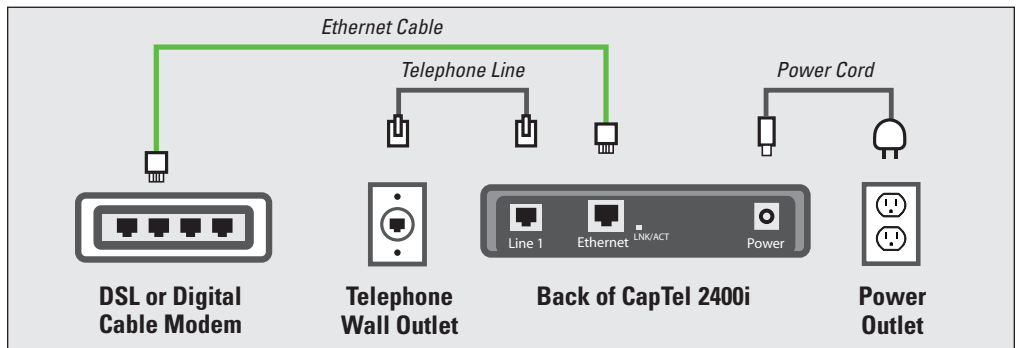 Ethernet Cable
Telephone Line
Power Cord
Line 1
Ethernet
LNK/ACT
Power
DSL or Digital
Cable Modem
Telephone
Wall Outlet
Back of CapTel 2400i
Power
Outlet